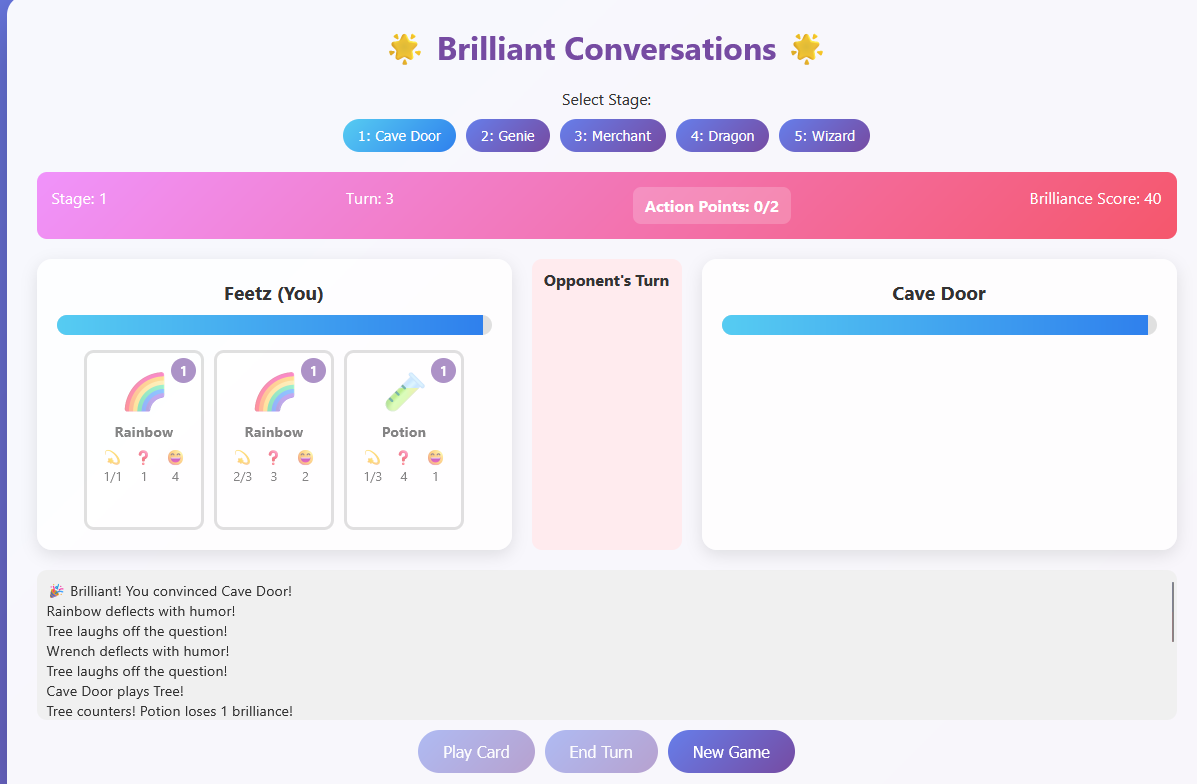 🌟 Brilliant Conversations 🌟
Select Stage:
1: Cave Door 2: Genie 3: Merchant 4: Dragon 5: Wizard
Stage: 1 Turn: 3 Action Points: 0/2 Brilliance Score: 40
Feetz (You)
1 1 1
Rainbow Rainbow Potion
💫 ❓ 😄 💫 ❓ 😄 💫 ❓ 😄
1/1 1 4 2/3 3 2 1/3 4 1
Opponent's Turn
Cave Door
🎉 Brilliant! You convinced Cave Door!
Rainbow deflects with humor!
Tree laughs off the question!
Wrench deflects with humor!
Tree laughs off the question!
Cave Door plays Tree!
Tree counters! Potion loses 1 brilliance!
Play Card End Turn New Game